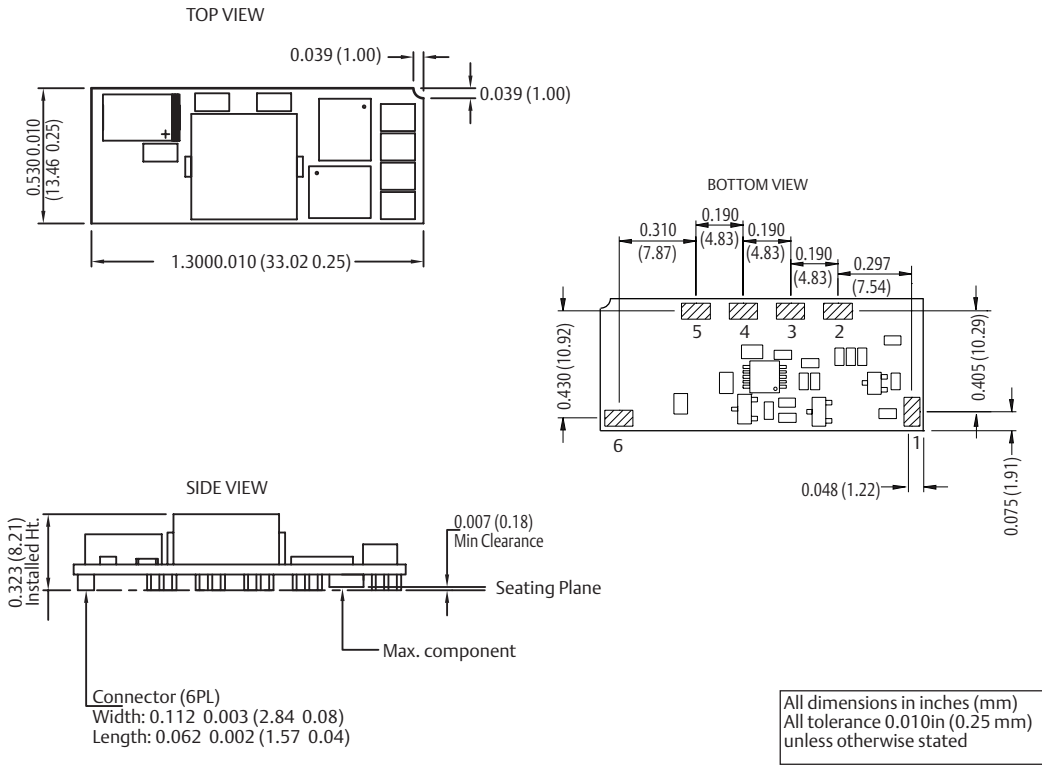 TOP VIEW
0.039 (1.00)
0.039 (1.00)
0.530 0.010
(13.46 0.25)
1.3000.010 (33.02 0.25)
BOTTOM VIEW
0.310
(7.87)
0.190
(4.83)
0.190
(4.83)
0.190
(4.83)
0.297
(7.54)
5 4 3 2
0.430 (10.92)
0.405 (10.29)
6
1
0.048 (1.22)
0.075 (1.91)
SIDE VIEW
0.323 (8.21)
Installed Ht.
0.007 (0.18)
Min Clearance
Seating Plane
Max. component
Connector (6PL)
Width: 0.112 0.003 (2.84 0.08)
Length: 0.062 0.002 (1.57 0.04)
All dimensions in inches (mm)
All tolerance 0.010in (0.25 mm)
unless otherwise stated